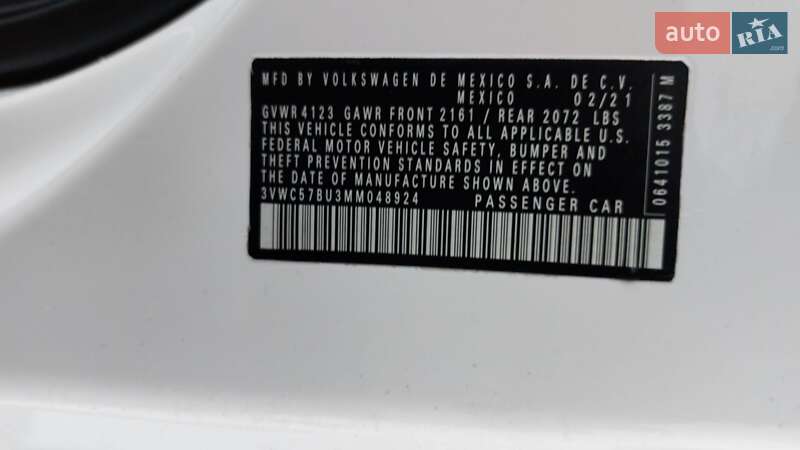 auto RIA
MFD BY VOLKSWAGEN DE MEXICO S.A. DE C.V.
MEXICO 02/21
GVWR 4123 GAWR FRONT 2161 / REAR 2072 LBS
THIS VEHICLE CONFORMS TO ALL APPLICABLE U.S.
FEDERAL MOTOR VEHICLE SAFETY, BUMPER AND
THEFT PREVENTION STANDARDS IN EFFECT ON
THE DATE OF MANUFACTURE SHOWN ABOVE.
3VWC57BU3MM048924 PASSENGER CAR
0641015 3387 M